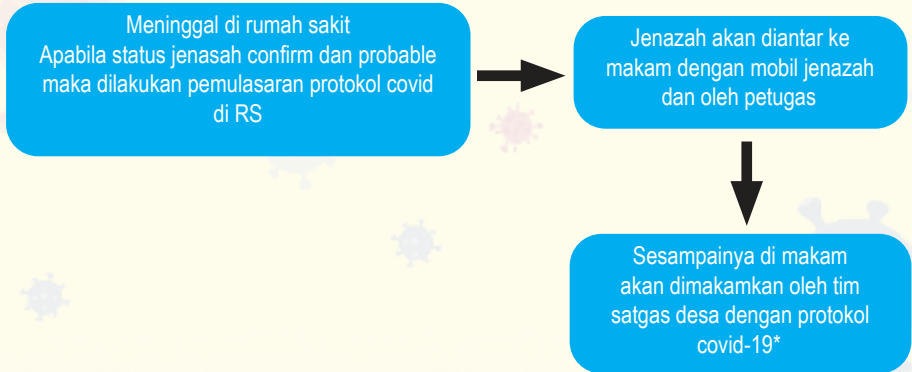 Meninggal di rumah sakit
Apabila status jenasah confirm dan probable
maka dilakukan pemulasaran protokol covid
di RS
Jenazah akan diantar ke
makam dengan mobil jenazah
dan oleh petugas
Sesampainya di makam
akan dimakamkan oleh tim
satgas desa dengan protokol
covid-19*